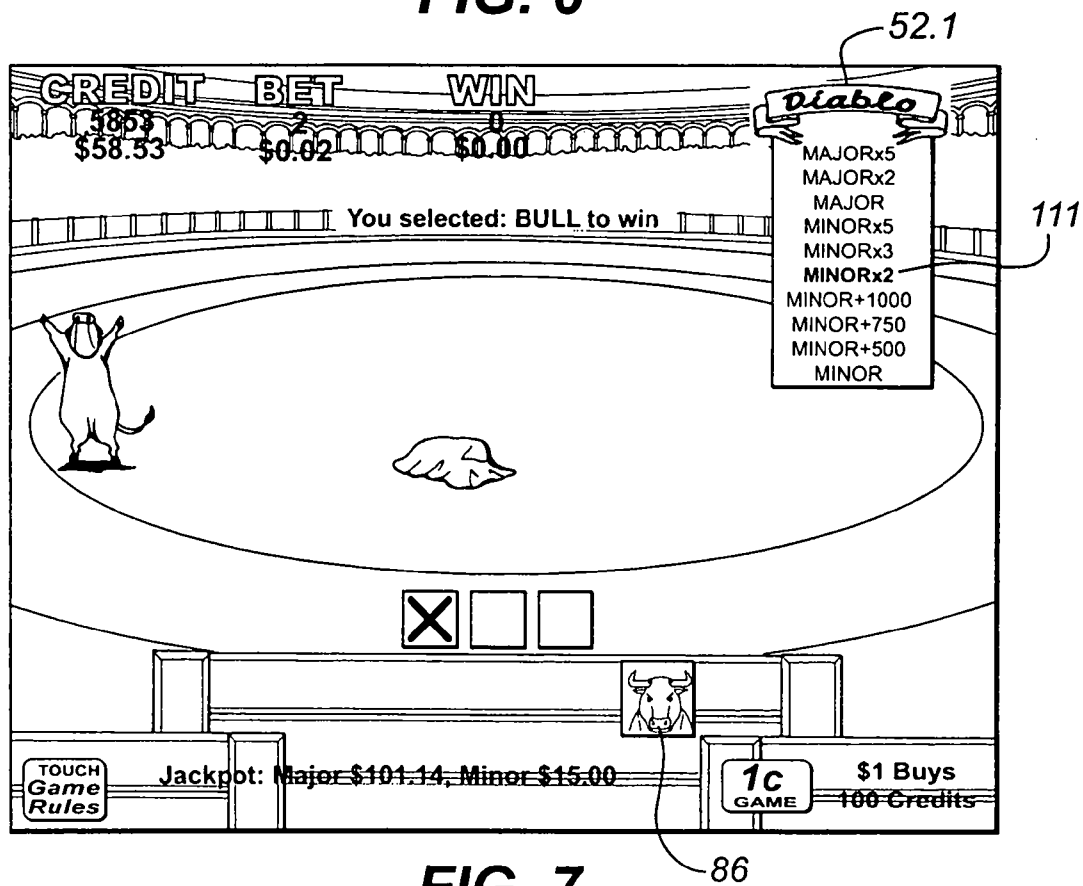 FIG. 6
52.1
CREDIT BET WIN
5853 2 0
$58.53 $0.02 $0.00
Diablo
MAJORx5
MAJORx2
MAJOR
MINORx5
MINORx3
MINORx2
MINOR+1000
MINOR+750
MINOR+500
MINOR
111
You selected: BULL to win
TOUCH
Game
Rules
Jackpot: Major $101.14, Minor $15.00
1c
GAME
$1 Buys
100 Credits
86
FIG. 7